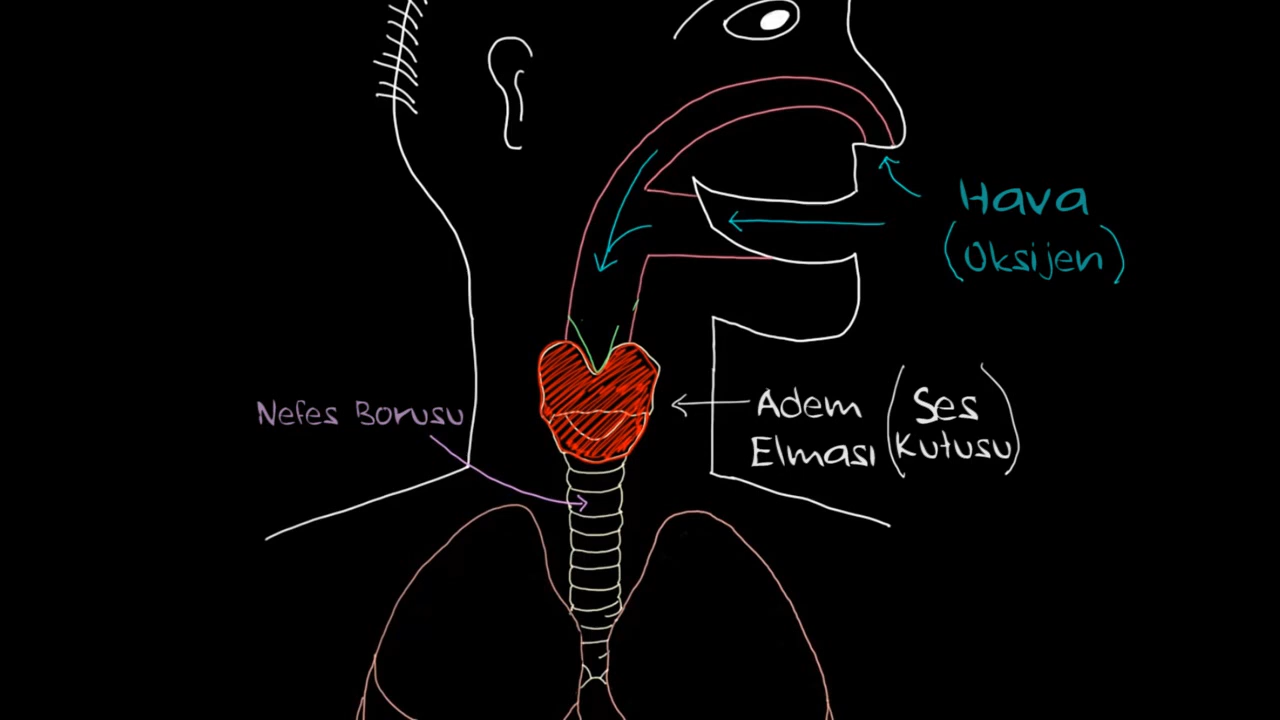 Hava
(Oksijen)
Nefes Borusu
Adem (Ses
Elması Kutusu)